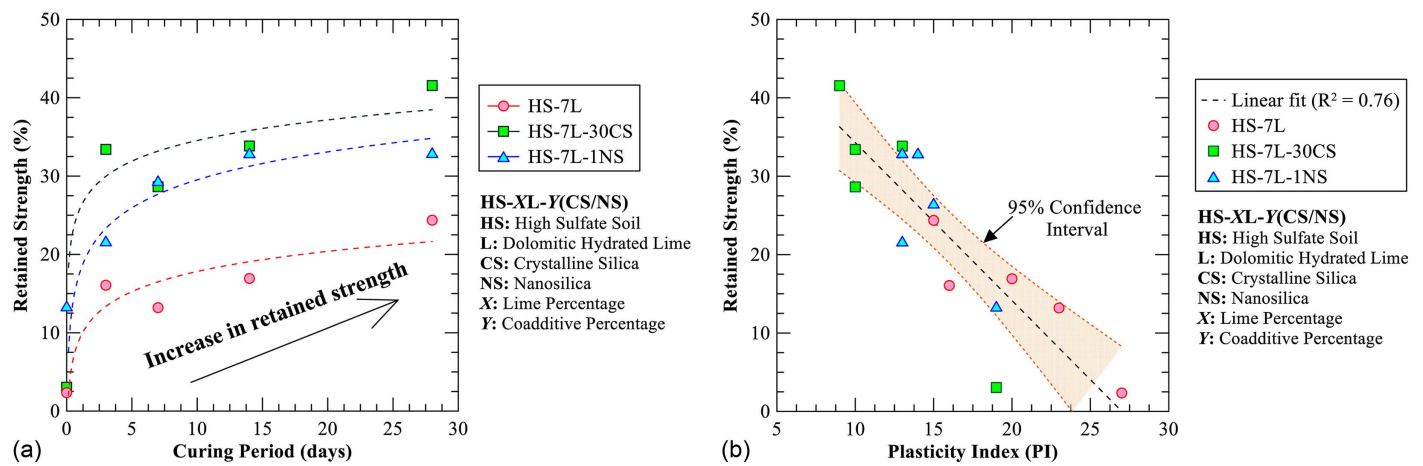 50
40
30
20
10
0
Retained Strength (%)
0 5 10 15 20 25 30
Curing Period (days)
(a)
Increase in retained strength
HS-7L
HS-7L-30CS
HS-7L-1NS
HS-XL-Y(CS/NS)
HS: High Sulfate Soil
L: Dolomitic Hydrated Lime
CS: Crystalline Silica
NS: Nanosilica
X: Lime Percentage
Y: Coadditive Percentage
50
40
30
20
10
0
Retained Strength (%)
5 10 15 20 25 30
Plasticity Index (PI)
(b)
95% Confidence
Interval
Linear fit (R² = 0.76)
HS-7L
HS-7L-30CS
HS-7L-1NS
HS-XL-Y(CS/NS)
HS: High Sulfate Soil
L: Dolomitic Hydrated Lime
CS: Crystalline Silica
NS: Nanosilica
X: Lime Percentage
Y: Coadditive Percentage